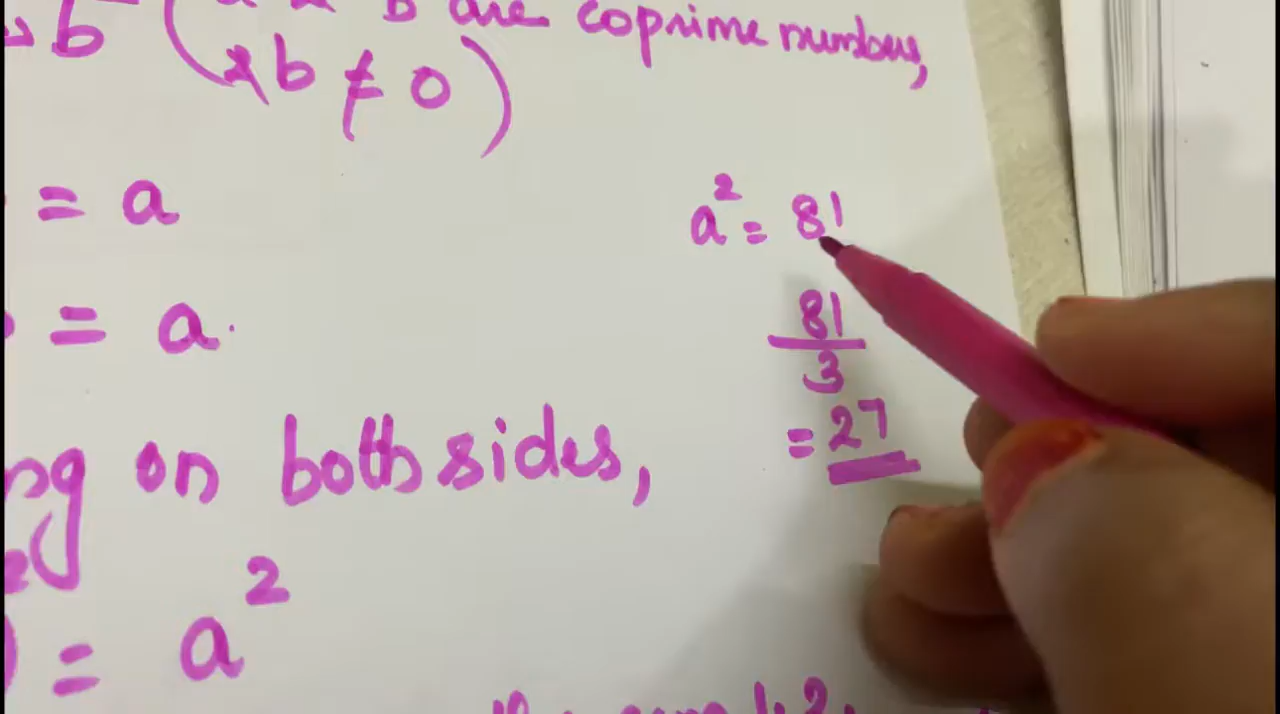 b (a & b are coprime numbers,
& b ≠ 0)
= a
= a.
a² = 81
81
3
= 27
on both sides,
= a²